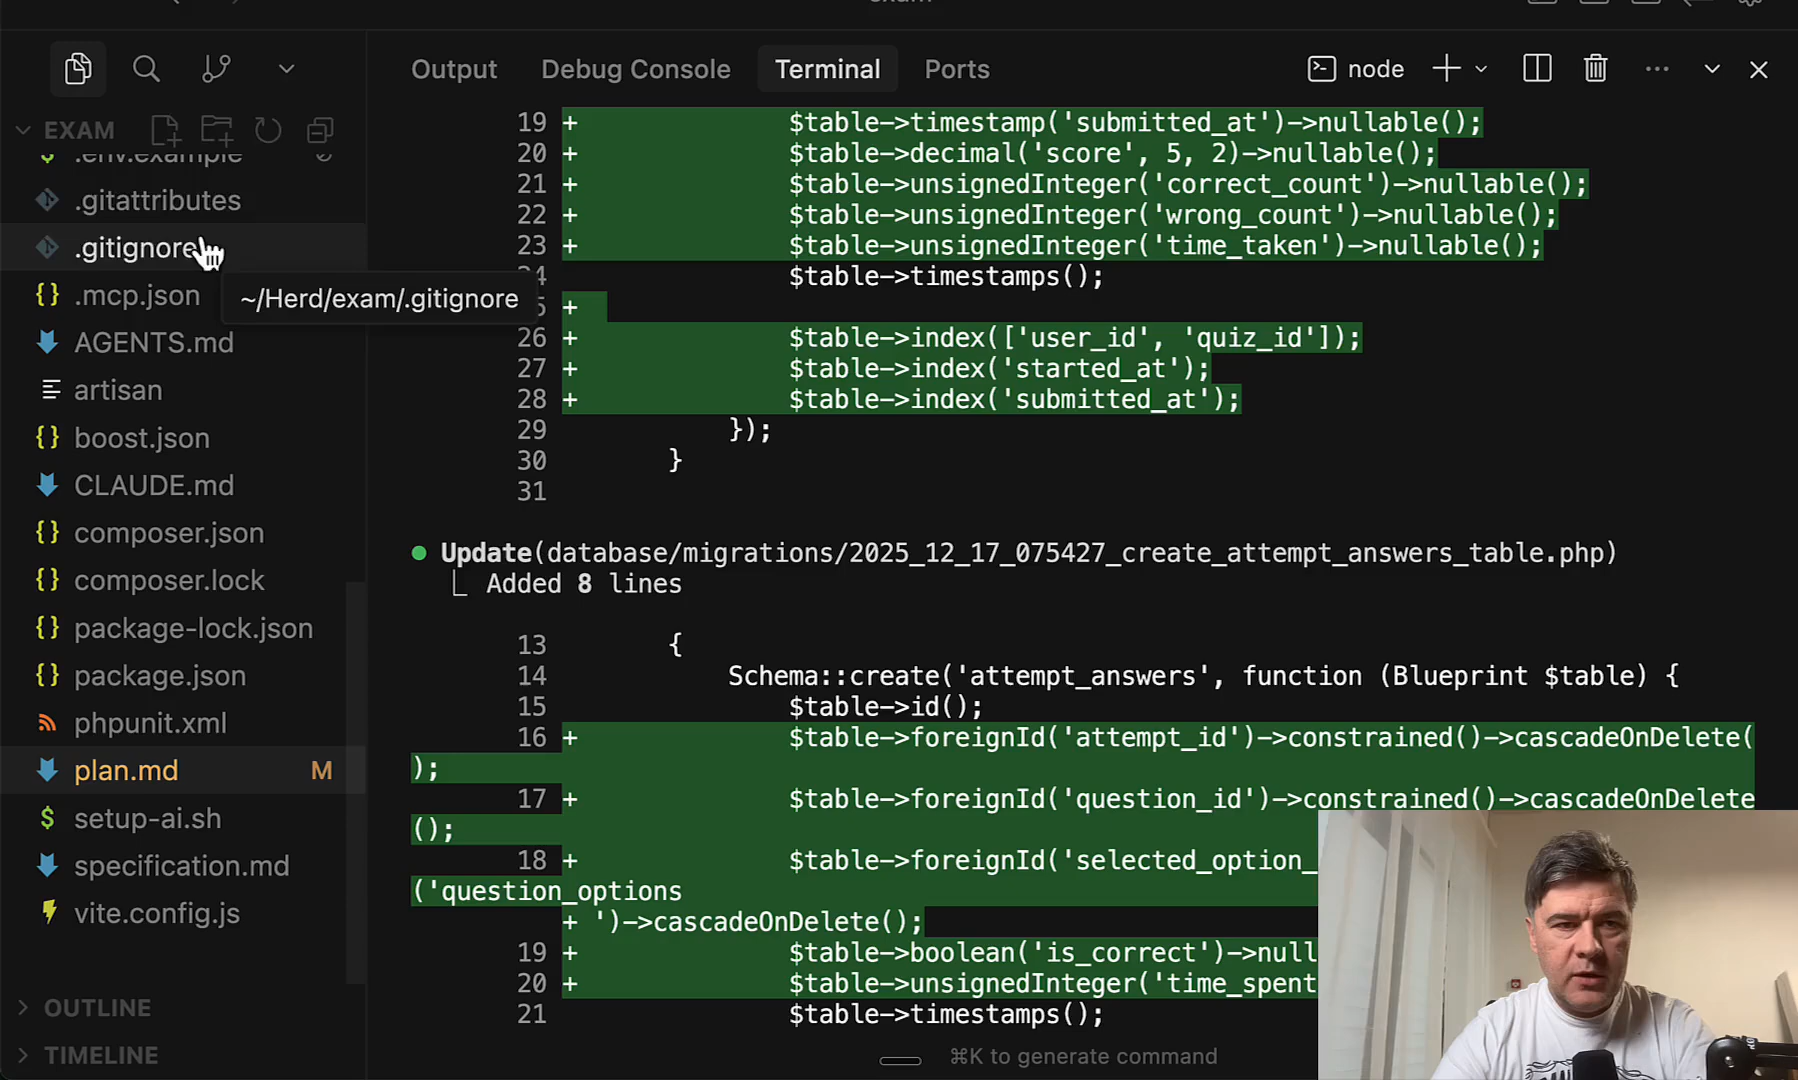 exam
Output
Debug Console
Terminal
Ports
node
EXAM
.env.example
.gitattributes
.gitignore
.mcp.json
~/Herd/exam/.gitignore
AGENTS.md
artisan
boost.json
CLAUDE.md
composer.json
composer.lock
package-lock.json
package.json
phpunit.xml
plan.md M
setup-ai.sh
specification.md
vite.config.js
OUTLINE
TIMELINE
19 + $table->timestamp('submitted_at')->nullable();
20 + $table->decimal('score', 5, 2)->nullable();
21 + $table->unsignedInteger('correct_count')->nullable();
22 + $table->unsignedInteger('wrong_count')->nullable();
23 + $table->unsignedInteger('time_taken')->nullable();
24 $table->timestamps();
5 +
26 + $table->index(['user_id', 'quiz_id']);
27 + $table->index('started_at');
28 + $table->index('submitted_at');
29 });
30 }
31
Update(database/migrations/2025_12_17_075427_create_attempt_answers_table.php)
Added 8 lines
13 {
14 Schema::create('attempt_answers', function (Blueprint $table) {
15 $table->id();
16 + $table->foreignId('attempt_id')->constrained()->cascadeOnDelete(
);
17 + $table->foreignId('question_id')->constrained()->cascadeOnDelete
();
18 + $table->foreignId('selected_option_
('question_options
+ ')->cascadeOnDelete();
19 + $table->boolean('is_correct')->null
20 + $table->unsignedInteger('time_spent
21 $table->timestamps();
⌘K to generate command